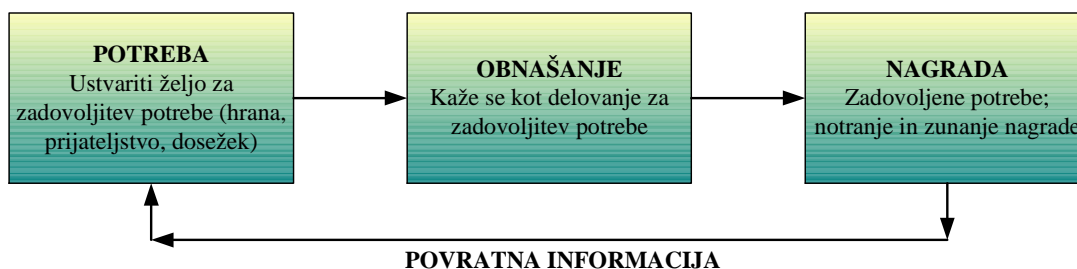 POTREBA
Ustvariti željo za
zadovoljitev potrebe (hrana,
prijateljstvo, dosežek)
OBNAŠANJE
Kaže se kot delovanje za
zadovoljitev potrebe
NAGRADA
Zadovoljene potrebe;
notranje in zunanje nagrade
POVRATNA INFORMACIJA